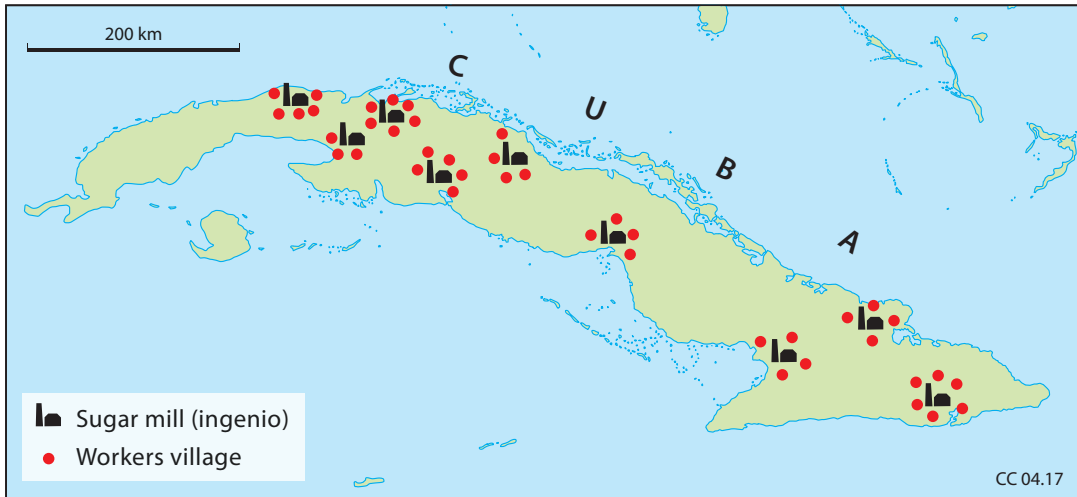 200 km
C
U
B
A
Sugar mill (ingenio)
Workers village
CC 04.17